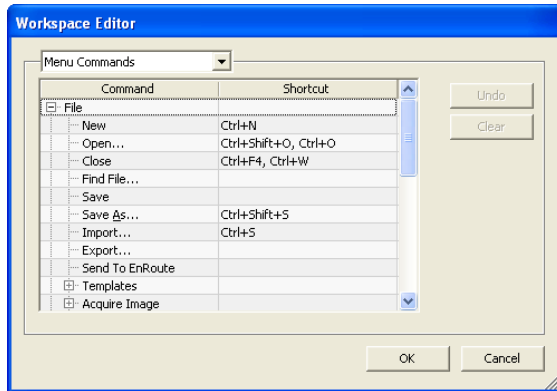 Workspace Editor
Menu Commands
Command Shortcut
File
New Ctrl+N
Open... Ctrl+Shift+O, Ctrl+O
Close Ctrl+F4, Ctrl+W
Find File...
Save
Save As... Ctrl+Shift+S
Import... Ctrl+S
Export...
Send To EnRoute
Templates
Acquire Image
Undo
Clear
OK Cancel